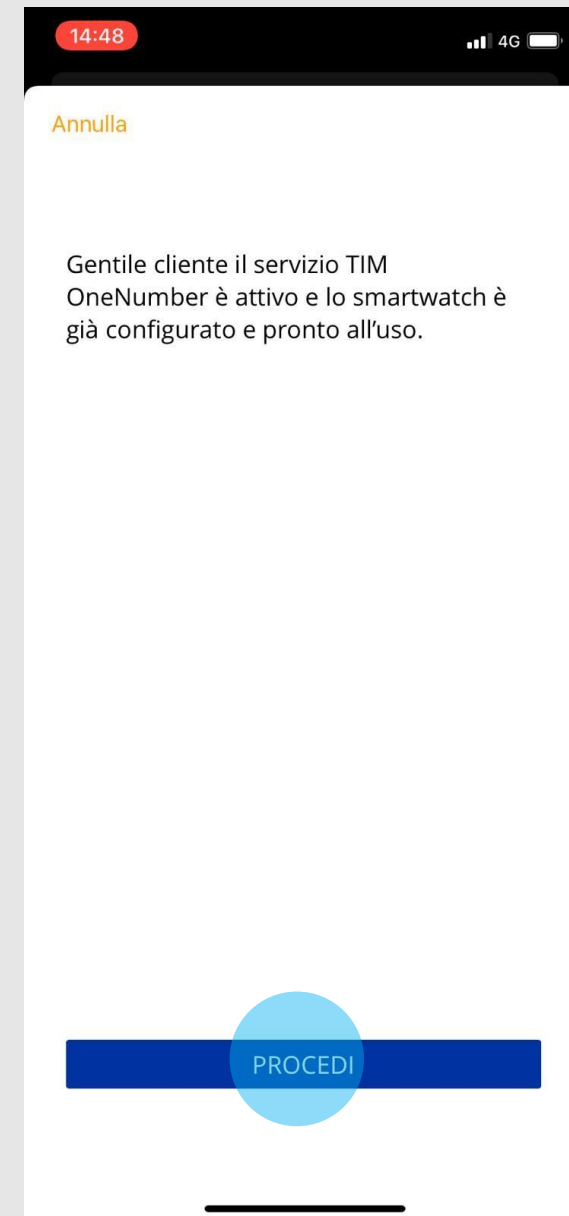 14:48
4G
Annulla
Gentile cliente il servizio TIM
OneNumber è attivo e lo smartwatch è
già configurato e pronto all’uso.
PROCEDI